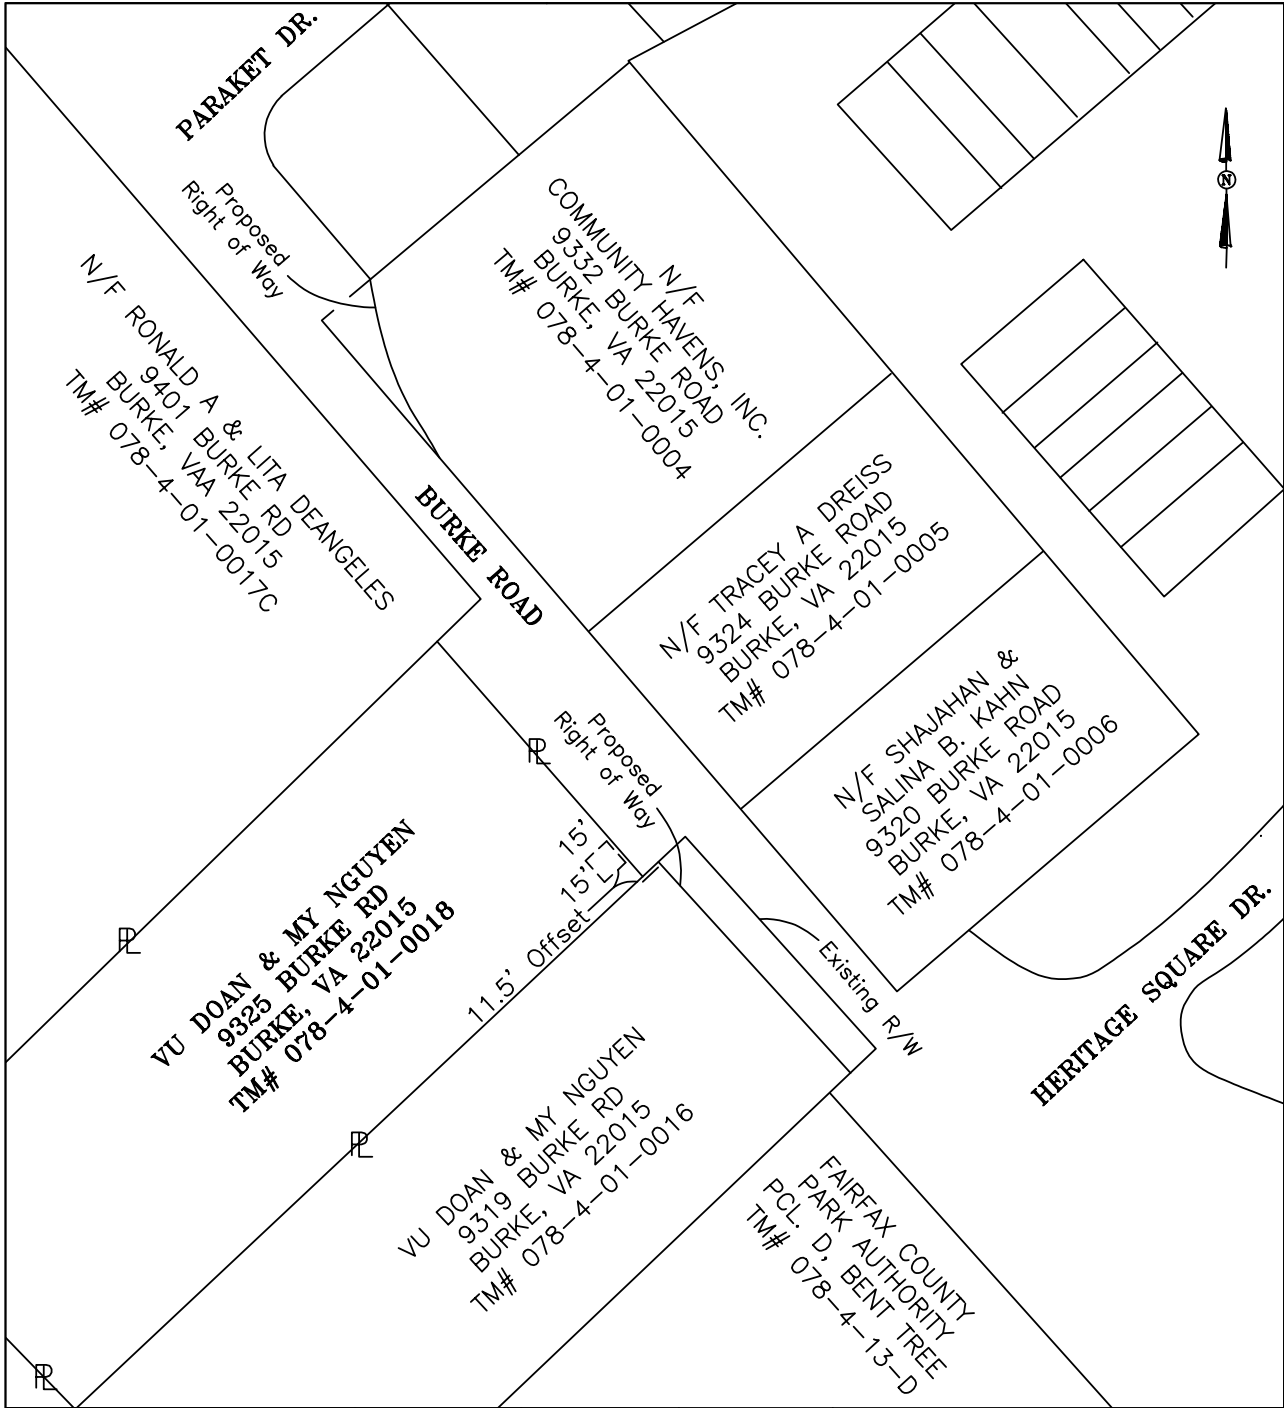 PARAKET DR.
Proposed
Right of Way
N/F RONALD A & LITA DEANGELES
9401 BURKE RD
BURKE, VAA 22015
TM# 078-4-01-0017C
N/F
COMMUNITY HAVENS, INC.
9332 BURKE ROAD
BURKE, VA 22015
TM# 078-4-01-0004
N
BURKE ROAD
N/F TRACEY A DREISS
9324 BURKE ROAD
BURKE, VA 22015
TM# 078-4-01-0005
N/F SHAJAHAN &
SALINA B. KAHN
9320 BURKE ROAD
BURKE, VA 22015
TM# 078-4-01-0006
Proposed
Right of Way
PL
15'
15'
11.5' Offset
PL
VU DOAN & MY NGUYEN
9325 BURKE RD
BURKE, VA 22015
TM# 078-4-01-0018
Existing R/W
HERITAGE SQUARE DR.
PL
VU DOAN & MY NGUYEN
9319 BURKE RD
BURKE, VA 22015
TM# 078-4-01-0016
FAIRFAX COUNTY
PARK AUTHORITY
PCL. D, BENT TREE
TM# 078-4-13-D
PL